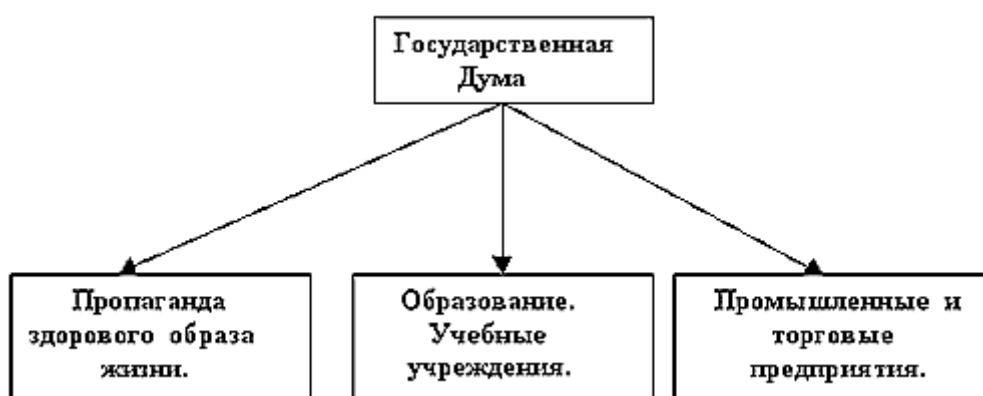 Государственная
Дума
Пропаганда
здорового образа
жизни.
Образование.
Учебные
учреждения.
Промышленные и
торговые
предприятия.